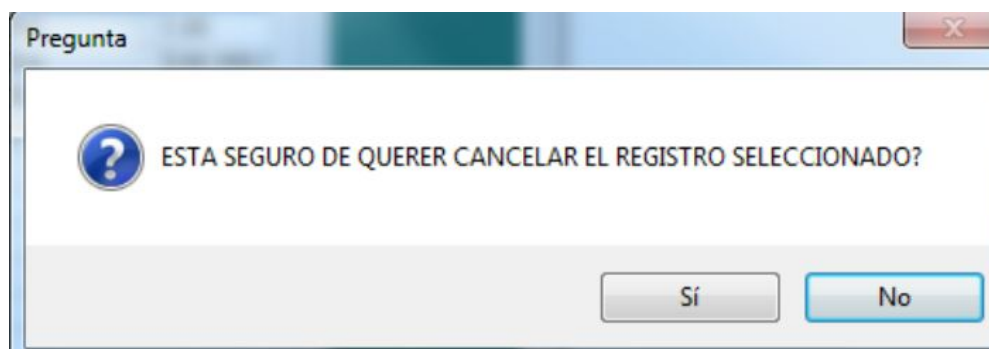 Pregunta
ESTA SEGURO DE QUERER CANCELAR EL REGISTRO SELECCIONADO?
Sí
No